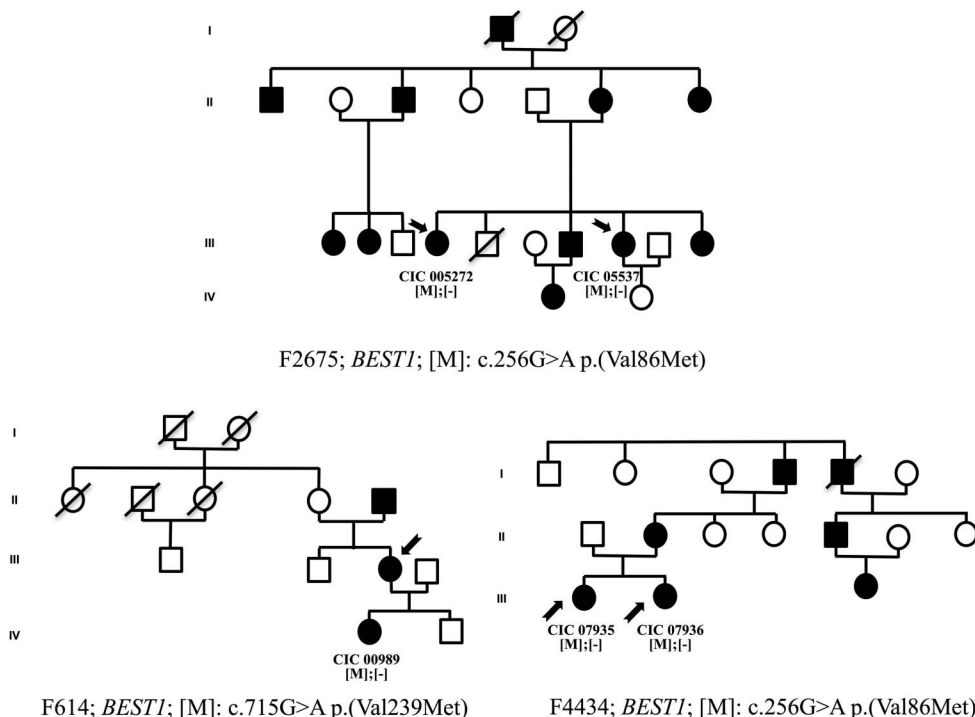 I
II
III
CIC 005272 CIC 05537
[M];[-] [M];[-]
IV
F2675; BEST1; [M]: c.256G>A p.(Val86Met)
I
II
III
IV
CIC 00989
[M];[-]
F614; BEST1; [M]: c.715G>A p.(Val239Met)
I
II
III
CIC 07935 CIC 07936
[M];[-] [M];[-]
F4434; BEST1; [M]: c.256G>A p.(Val86Met)